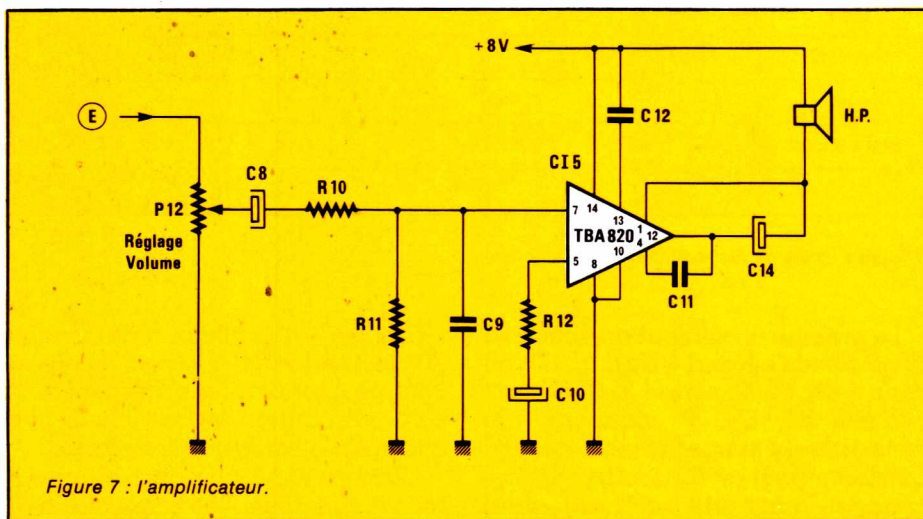 +8V
E
C12
H.P.
CI5
C8
R10
P12
Réglage
Volume
14
13
7
TBA820
1
12
4
5
8
10
C14
C11
R11
C9
R12
C10
Figure 7 : l'amplificateur.